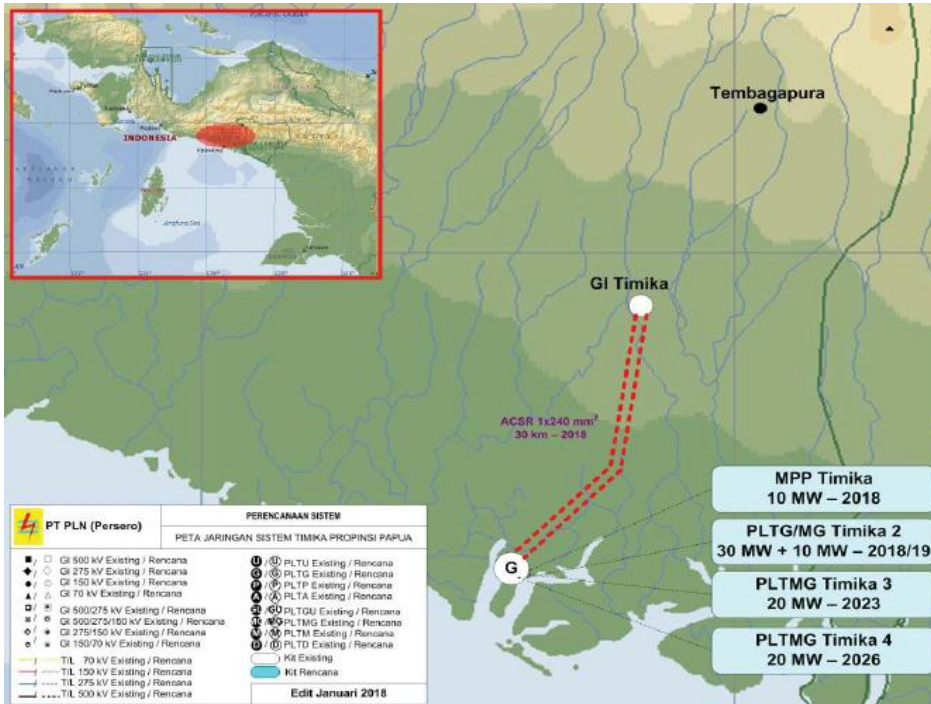 INDONESIA
Tembagapura
GI Timika
ACSR 1x240 mm²
30 km – 2018
MPP Timika
10 MW – 2018
PLTG/MG Timika 2
30 MW + 10 MW – 2018/19
PLTMG Timika 3
20 MW – 2023
PLTMG Timika 4
20 MW – 2026
G
PT PLN (Persero)
PERENCANAAN SISTEM
PETA JARINGAN SISTEM TIMIKA PROPINSI PAPUA
GI 500 kV Existing / Rencana
GI 275 kV Existing / Rencana
GI 150 kV Existing / Rencana
GI 70 kV Existing / Rencana
GI 500/275 kV Existing / Rencana
GI 500/275/150 kV Existing / Rencana
GI 275/150 kV Existing / Rencana
GI 150/70 kV Existing / Rencana
T/L 70 kV Existing / Rencana
T/L 150 kV Existing / Rencana
T/L 275 kV Existing / Rencana
T/L 500 kV Existing / Rencana
U / U PLTU Existing / Rencana
G / G PLTG Existing / Rencana
P / P PLTP Existing / Rencana
A / A PLTA Existing / Rencana
GU / GU PLTGU Existing / Rencana
MG / MG PLTMG Existing / Rencana
M / M PLTM Existing / Rencana
D / D PLTD Existing / Rencana
Kit Existing
Kit Rencana
Edit Januari 2018